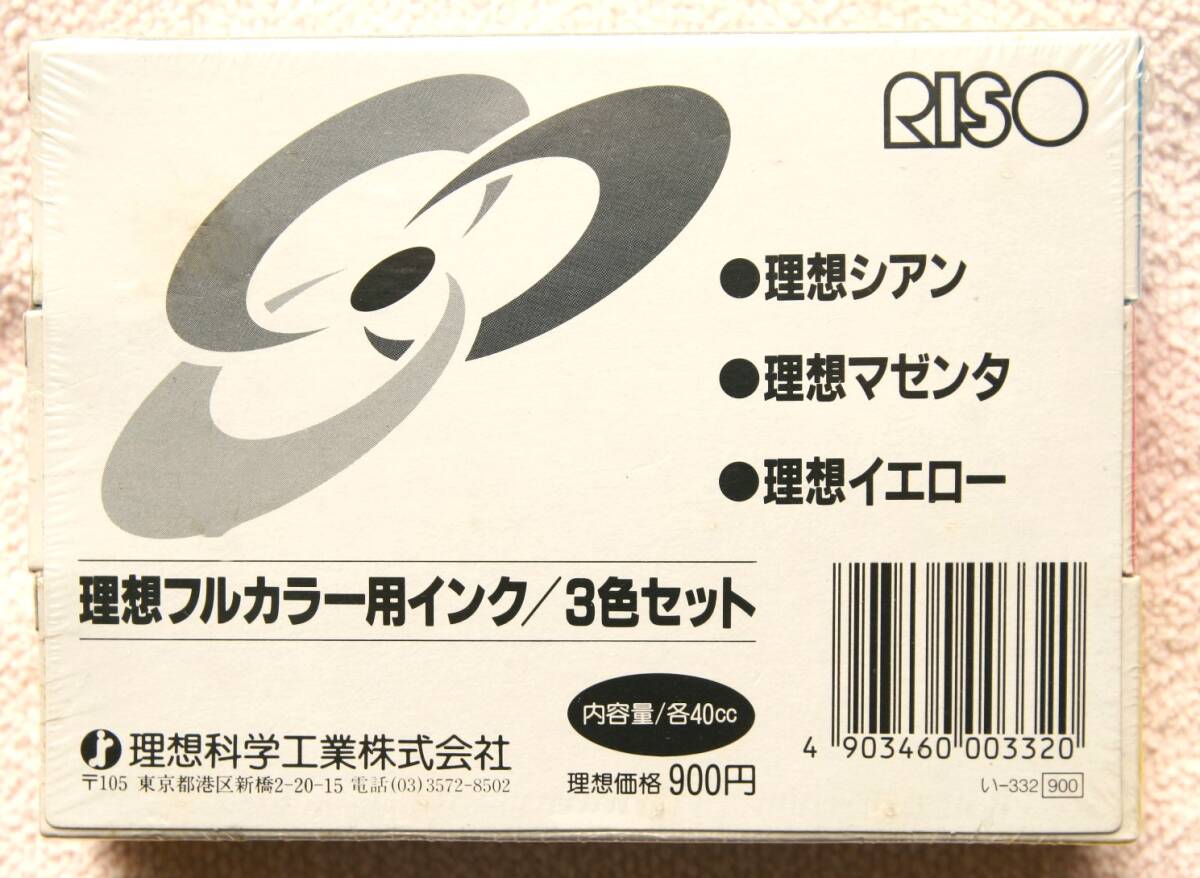 RISO
●理想シアン
●理想マゼンタ
●理想イエロー
理想フルカラー用インク/3色セット
内容量/各40cc
理想科学工業株式会社
〒105 東京都港区新橋2-20-15 電話(03)3572-8502
理想価格 900円
4 903460 003320
い-332 900